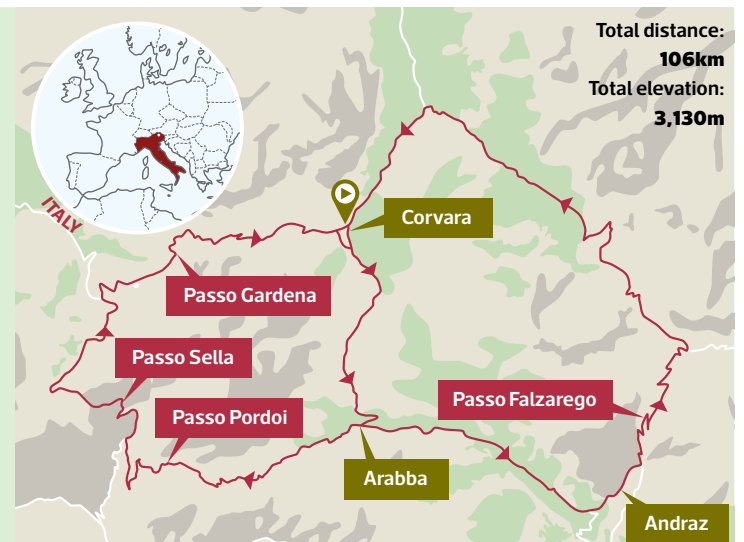 Total distance:
106km
Total elevation:
3,130m
ITALY
Corvara
Passo Gardena
Passo Sella
Passo Falzarego
Passo Pordoi
Arabba
Andraz